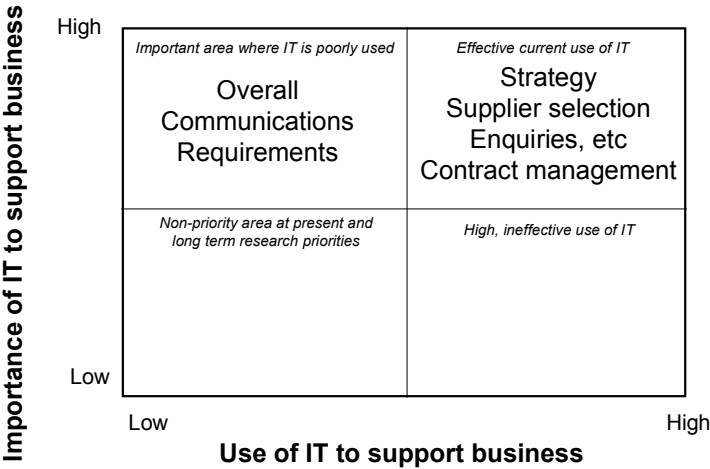 Importance of IT to support business
High
Important area where IT is poorly used
Effective current use of IT
Overall
Communications
Requirements
Strategy
Supplier selection
Enquiries, etc
Contract management
Non-priority area at present and
long term research priorities
High, ineffective use of IT
Low
Low
High
Use of IT to support business